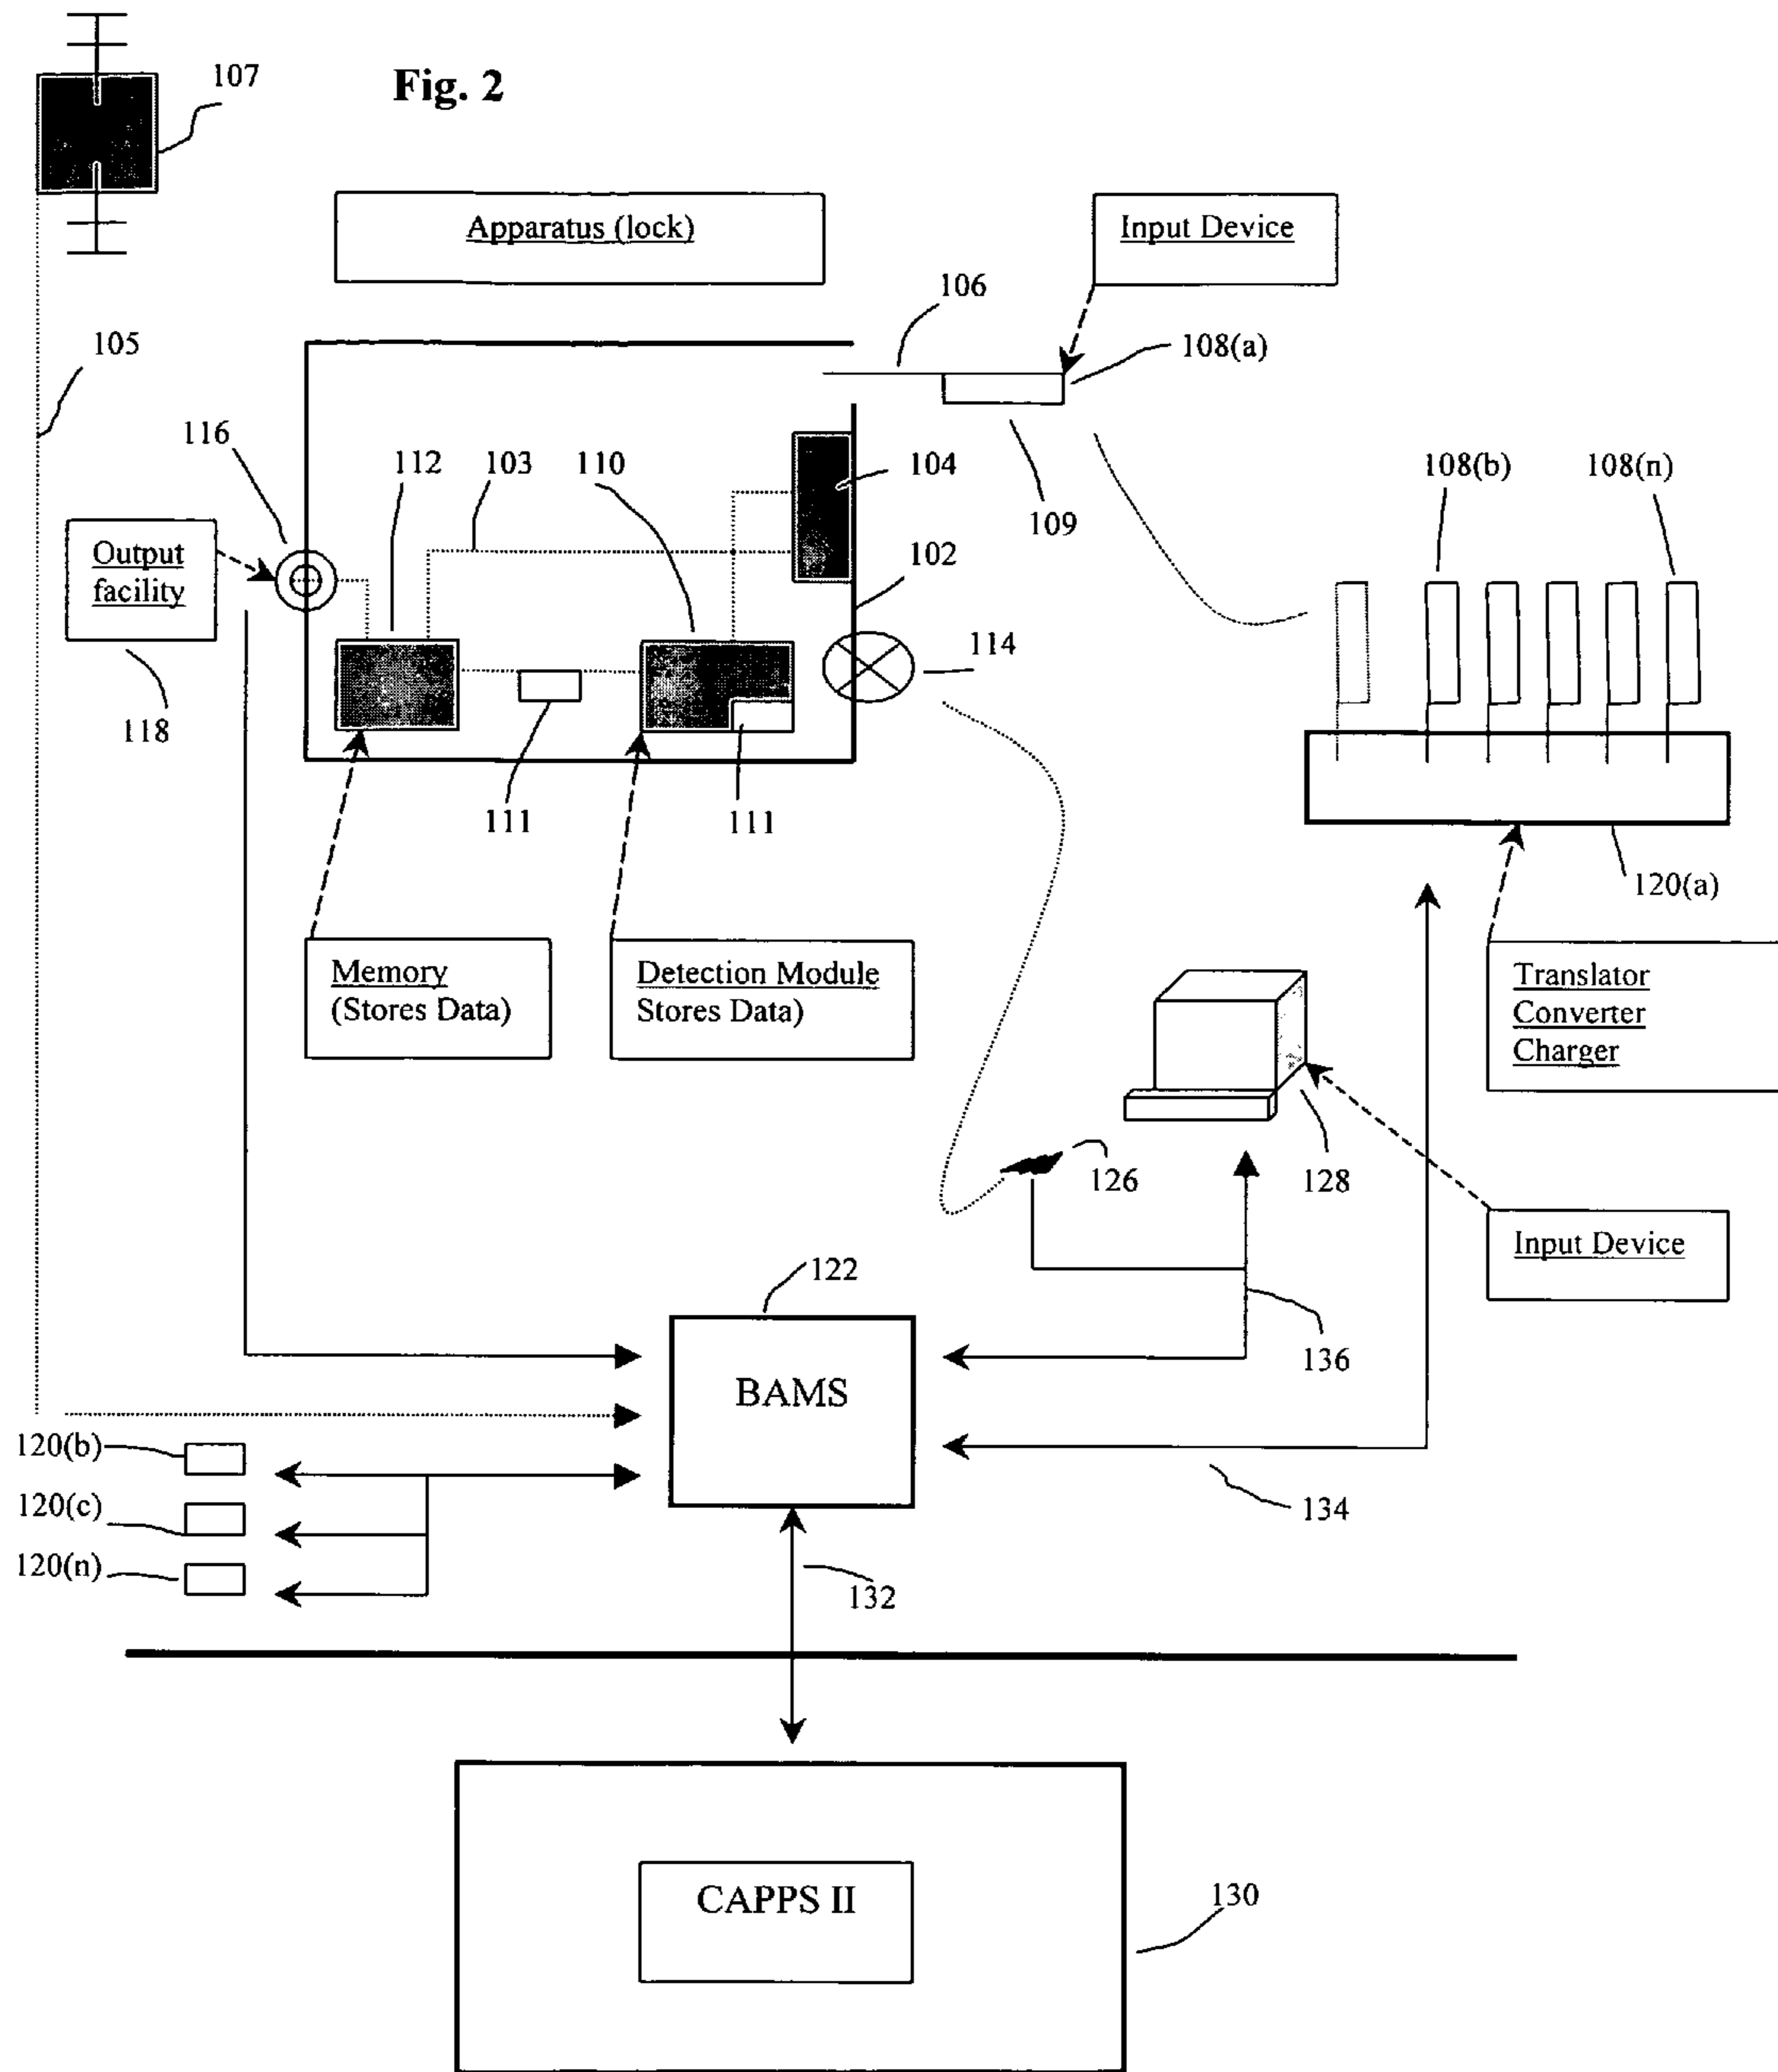 107
Fig. 2
Apparatus (lock)
Input Device
106
105
108(a)
116
112
103
110
104
108(b)
108(n)
109
Output
facility
102
114
118
111
111
120(a)
Memory
(Stores Data)
Detection Module
Stores Data)
Translator
Converter
Charger
126
128
Input Device
122
136
BAMS
120(b)
120(c)
134
120(n)
132
CAPPS II
130